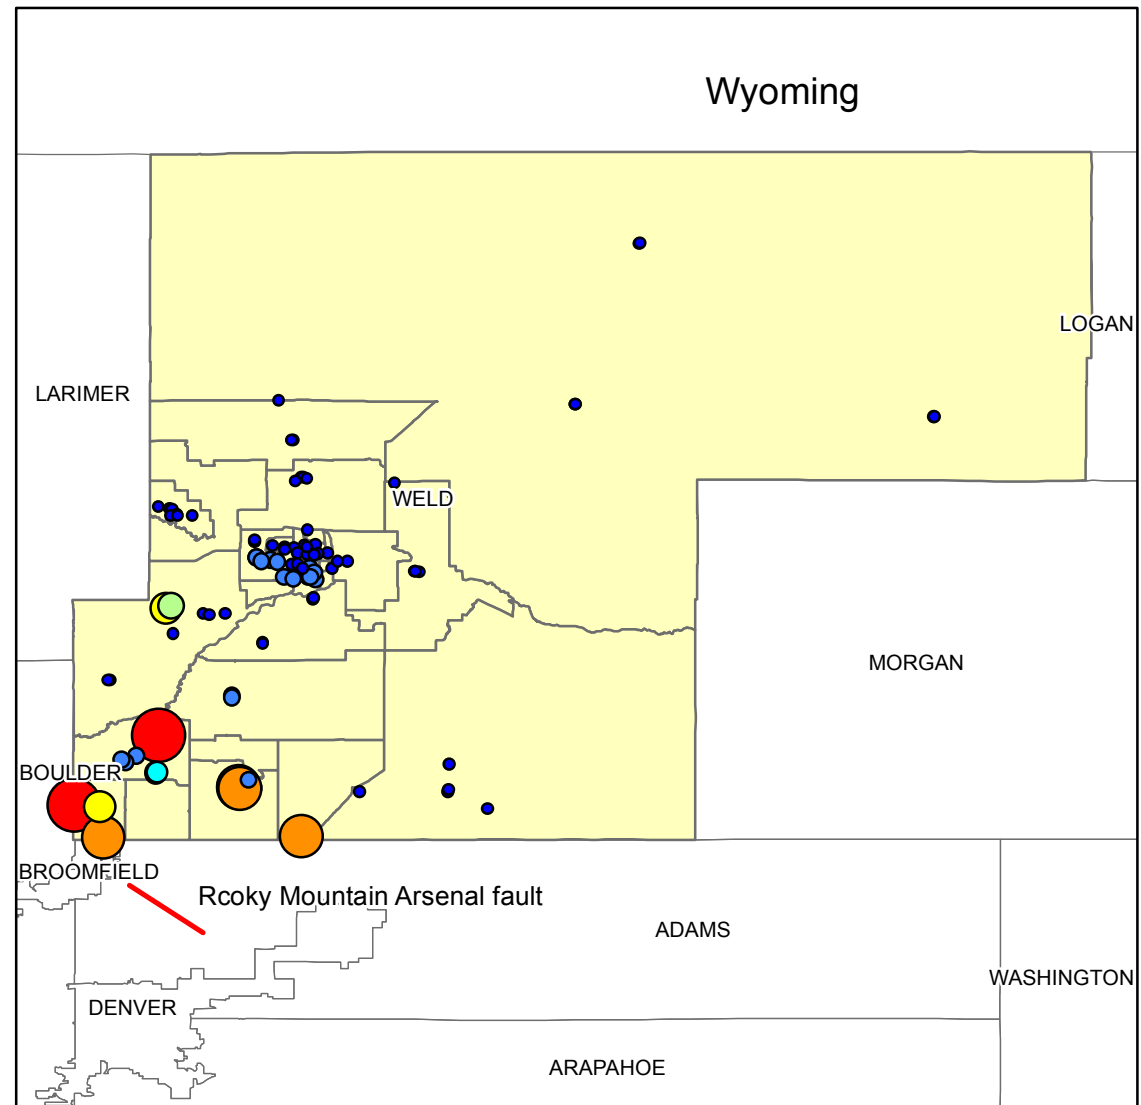 Wyoming
LOGAN
LARIMER
WELD
MORGAN
BOULDER
BROOMFIELD
Rcoky Mountain Arsenal fault
ADAMS
WASHINGTON
DENVER
ARAPAHOE